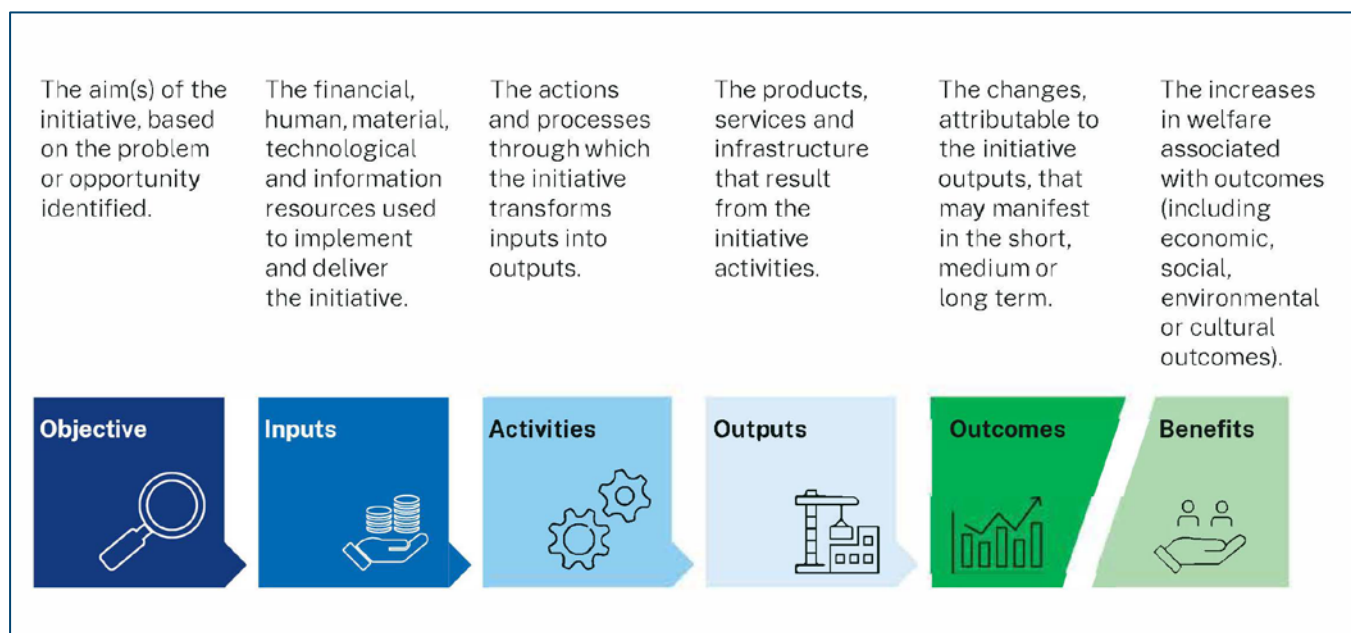 The aim(s) of the
initiative, based
on the problem
or opportunity
identified.
The financial,
human, material,
technological
and information
resources used
to implement
and deliver
the initiative.
The actions
and processes
through which
the initiative
transforms
inputs into
outputs.
The products,
services and
infrastructure
that result
from the
initiative
activities.
The changes,
attributable to
the initiative
outputs, that
may manifest
in the short,
medium or
long term.
The increases
in welfare
associated
with outcomes
(including
economic,
social,
environmental
or cultural
outcomes).
Objective
Inputs
Activities
Outputs
Outcomes
Benefits